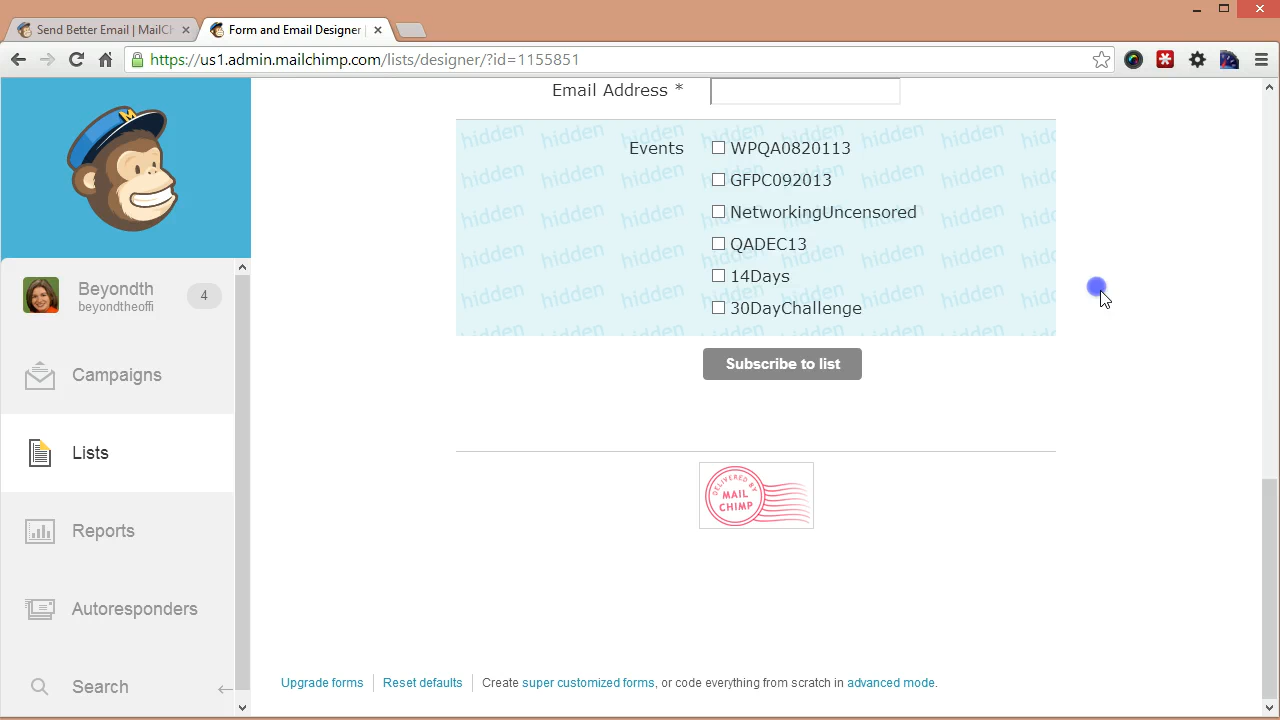 Send Better Email | MailCh
Form and Email Designer |
https://us1.admin.mailchimp.com/lists/designer/?id=1155851
Beyondth
beyondtheoffi
4
Campaigns
Lists
Reports
Autoresponders
Search
Email Address *
hidden
Events
WPQA0820113
GFPC092013
NetworkingUncensored
QADEC13
14Days
30DayChallenge
Subscribe to list
DELIVERED BY
MAIL
CHIMP
Upgrade forms
Reset defaults
Create super customized forms, or code everything from scratch in advanced mode.